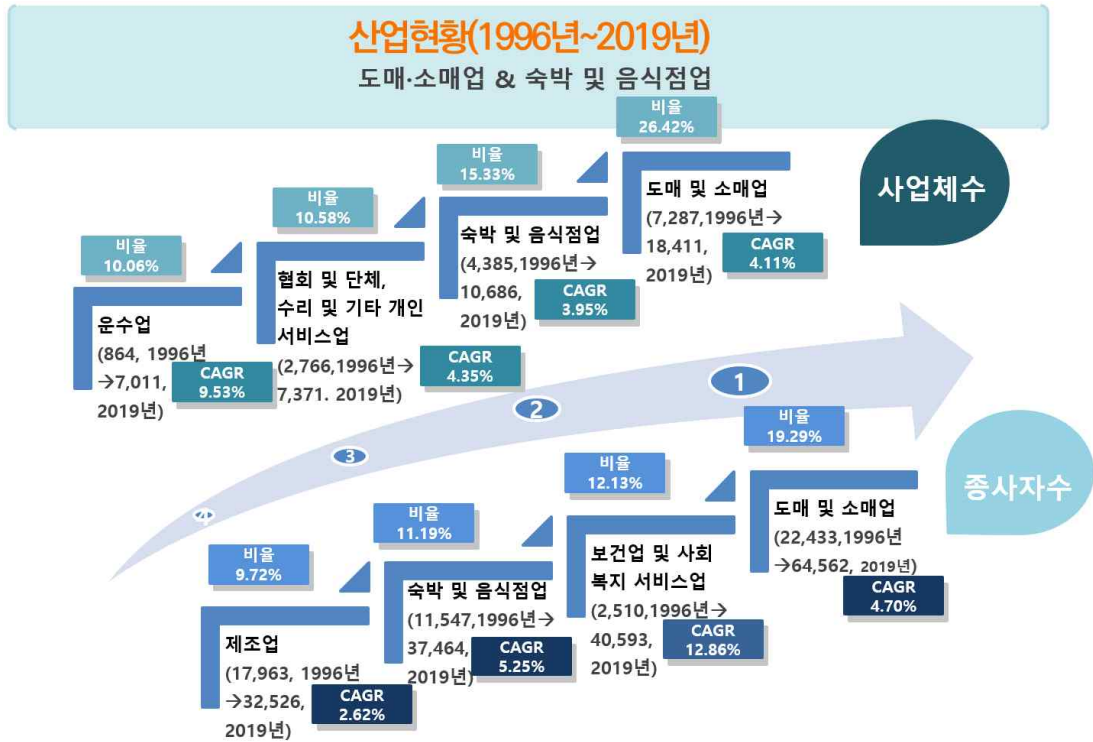 산업현황(1996년~2019년)
도매·소매업 & 숙박 및 음식점업
사업체수
비율
26.42%
도매 및 소매업
(7,287,1996년→
18,411,
2019년)
CAGR
4.11%
비율
15.33%
숙박 및 음식점업
(4,385,1996년→
10,686,
2019년)
CAGR
3.95%
비율
10.58%
협회 및 단체,
수리 및 기타 개인
서비스업
(2,766,1996년→
7,371. 2019년)
CAGR
4.35%
비율
10.06%
운수업
(864, 1996년
→7,011,
2019년)
CAGR
9.53%
1
2
3
4
종사자수
비율
19.29%
도매 및 소매업
(22,433,1996년
→64,562, 2019년)
CAGR
4.70%
비율
12.13%
보건업 및 사회
복지 서비스업
(2,510,1996년→
40,593,
2019년)
CAGR
12.86%
비율
11.19%
숙박 및 음식점업
(11,547,1996년→
37,464,
2019년)
CAGR
5.25%
비율
9.72%
제조업
(17,963, 1996년
→32,526,
2019년)
CAGR
2.62%